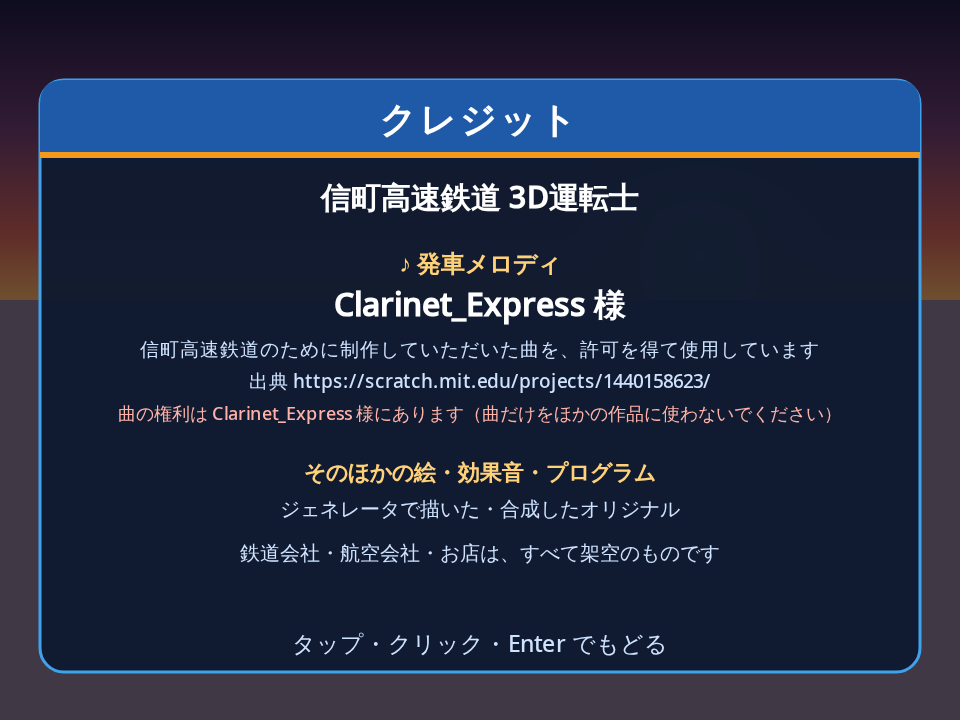 クレジット
信町高速鉄道 3D運転士
♪ 発車メロディ
Clarinet_Express 様
信町高速鉄道のために制作していただいた曲を、許可を得て使用しています
出典 https://scratch.mit.edu/projects/1440158623/
曲の権利は Clarinet_Express 様にあります（曲だけをほかの作品に使わないでください）
そのほかの絵・効果音・プログラム
ジェネレータで描いた・合成したオリジナル
鉄道会社・航空会社・お店は、すべて架空のものです
タップ・クリック・Enter でもどる